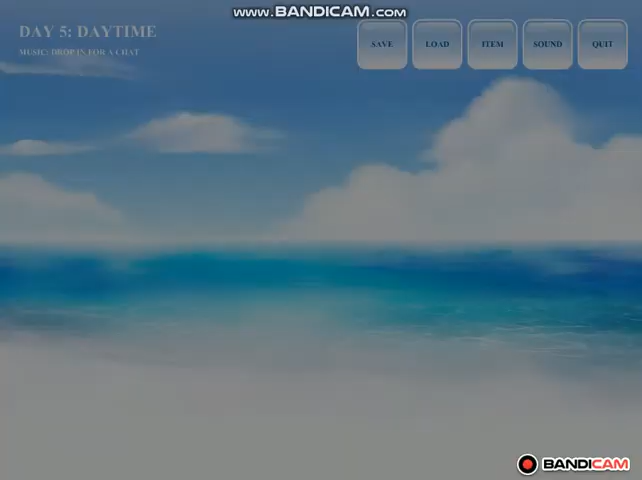 www.BANDICAM.com
DAY 5: DAYTIME
MUSIC: DROP IN FOR A CHAT
SAVE
LOAD
ITEM
SOUND
QUIT
BANDICAM